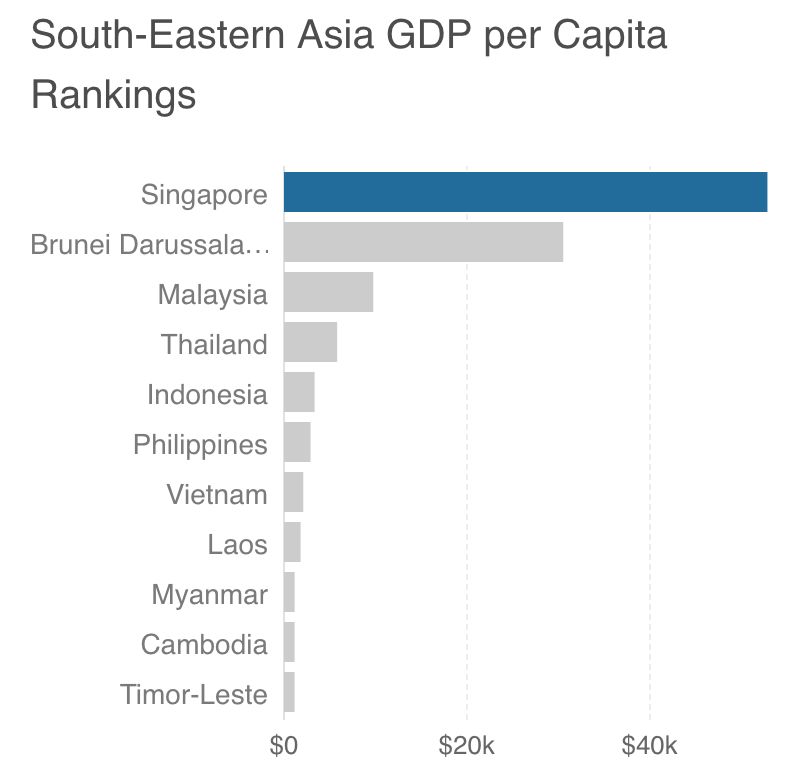 South-Eastern Asia GDP per Capita
Rankings
Singapore
Brunei Darussala…
Malaysia
Thailand
Indonesia
Philippines
Vietnam
Laos
Myanmar
Cambodia
Timor-Leste
$0 $20k $40k